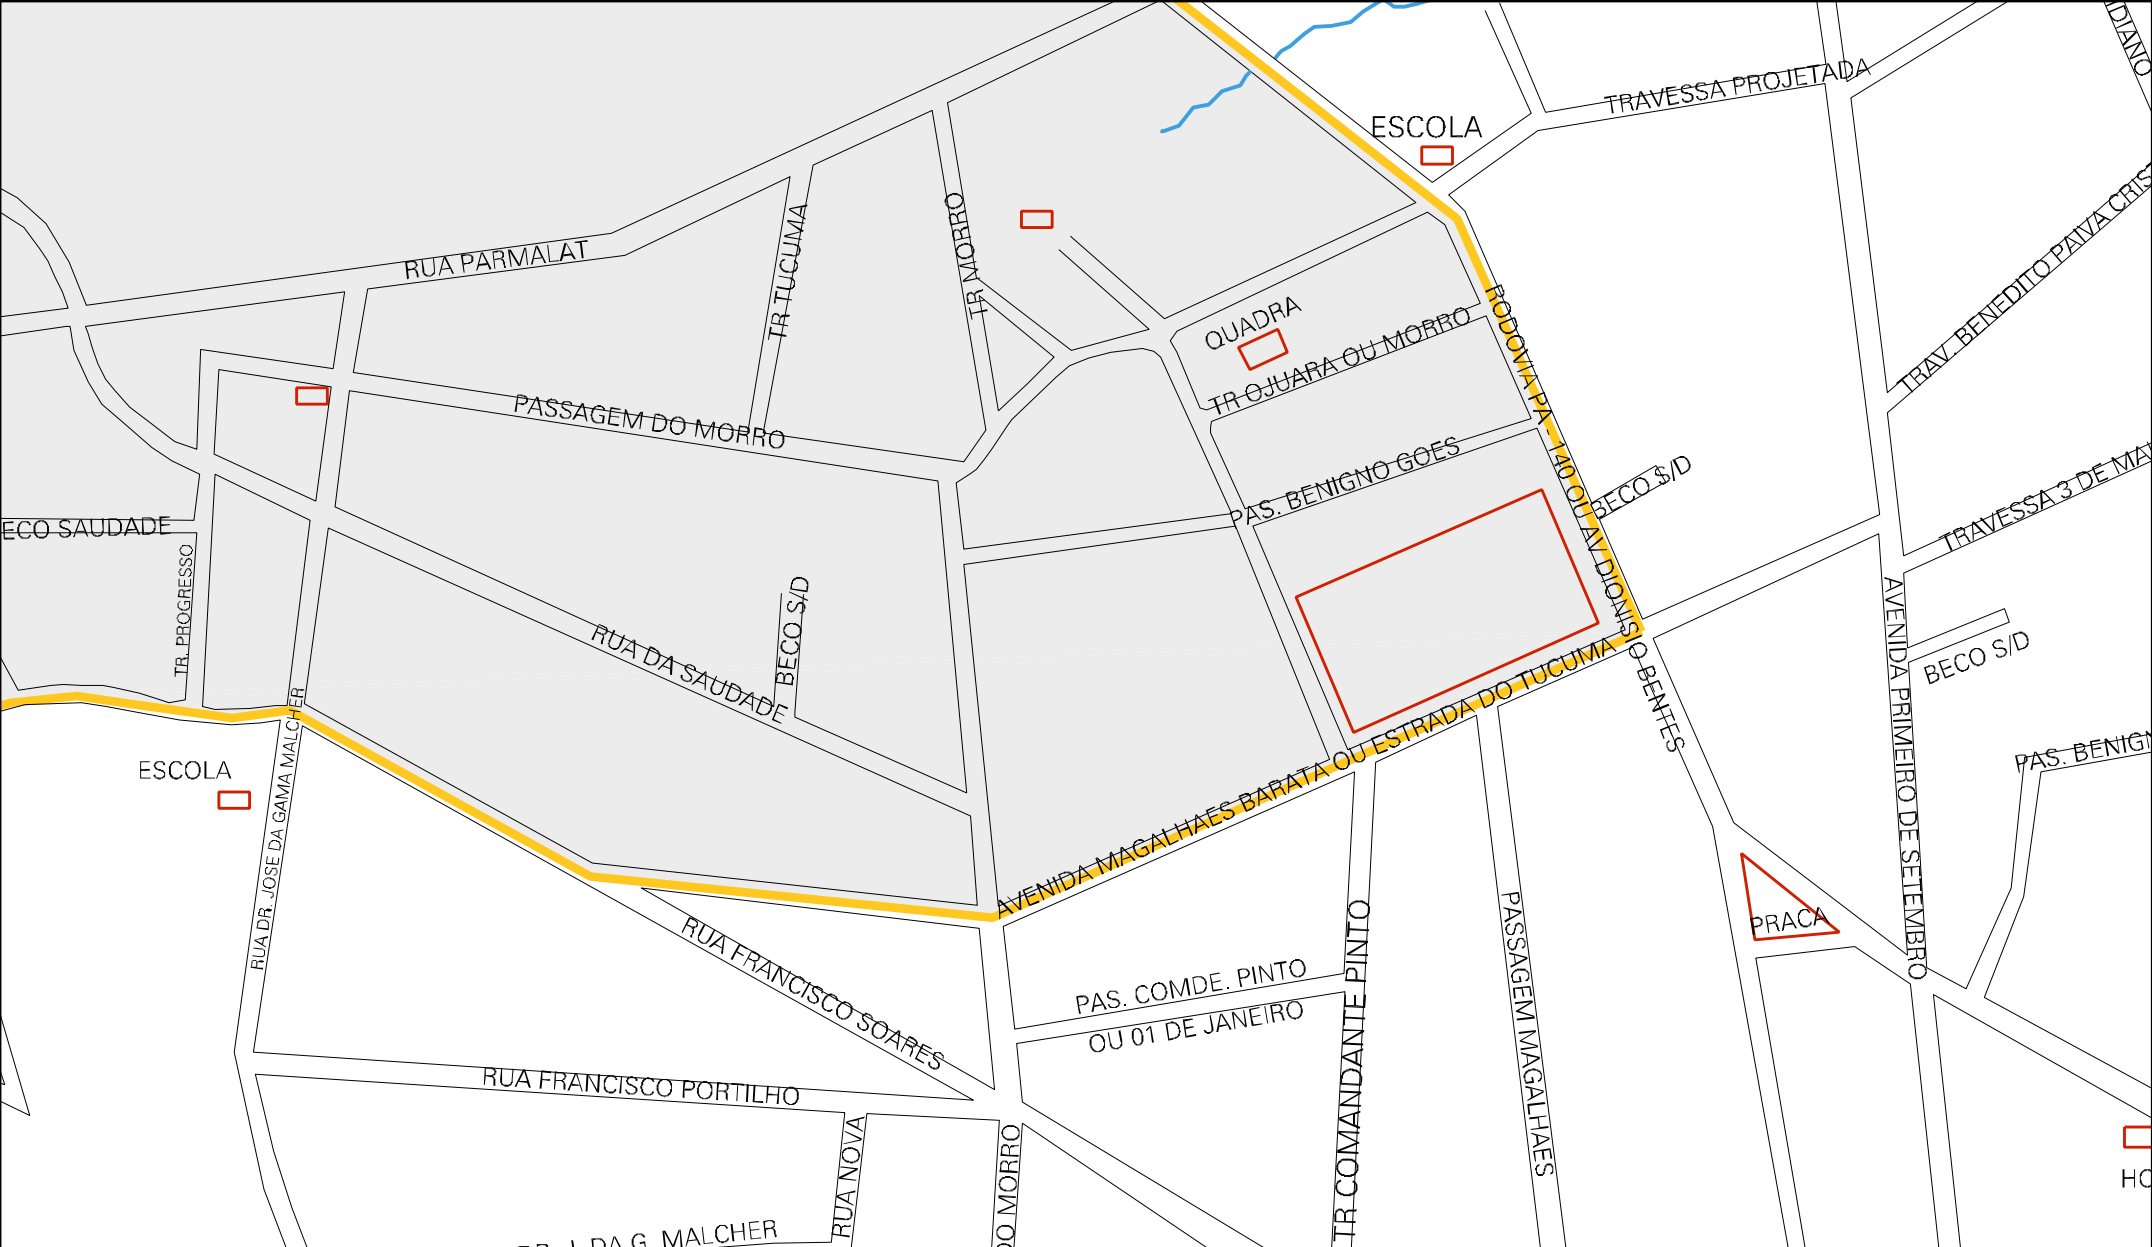 TRAVESSA PROJETADA
ESCOLA
RUA PARMALAT
TR TUCUMA
TR MORRO
QUADRA
TR OJUARA OU MORRO
RODOVIA PA - 140 OU AV DIONISIO BENTES
TRAV. BENEDITO PAIVA CRIS
PASSAGEM DO MORRO
PAS. BENIGNO GOES
BECO S/D
TRAVESSA 3 DE MA
ECO SAUDADE
TR. PROGRESSO
RUA DA SAUDADE
BECO S/D
AVENIDA MAGALHAES BARATA OU ESTRADA DO TUCUMA
AVENIDA PRIMEIRO DE SETEMBRO
BECO S/D
PAS. BENIGN
ESCOLA
RUA DR. JOSE DA GAMA MALCHER
PRACA
RUA FRANCISCO SOARES
PAS. COMDE. PINTO
OU 01 DE JANEIRO
TR COMANDANTE PINTO
PASSAGEM MAGALHAES
RUA FRANCISCO PORTILHO
RUA NOVA
DO MORRO
J. DA G. MALCHER
HO